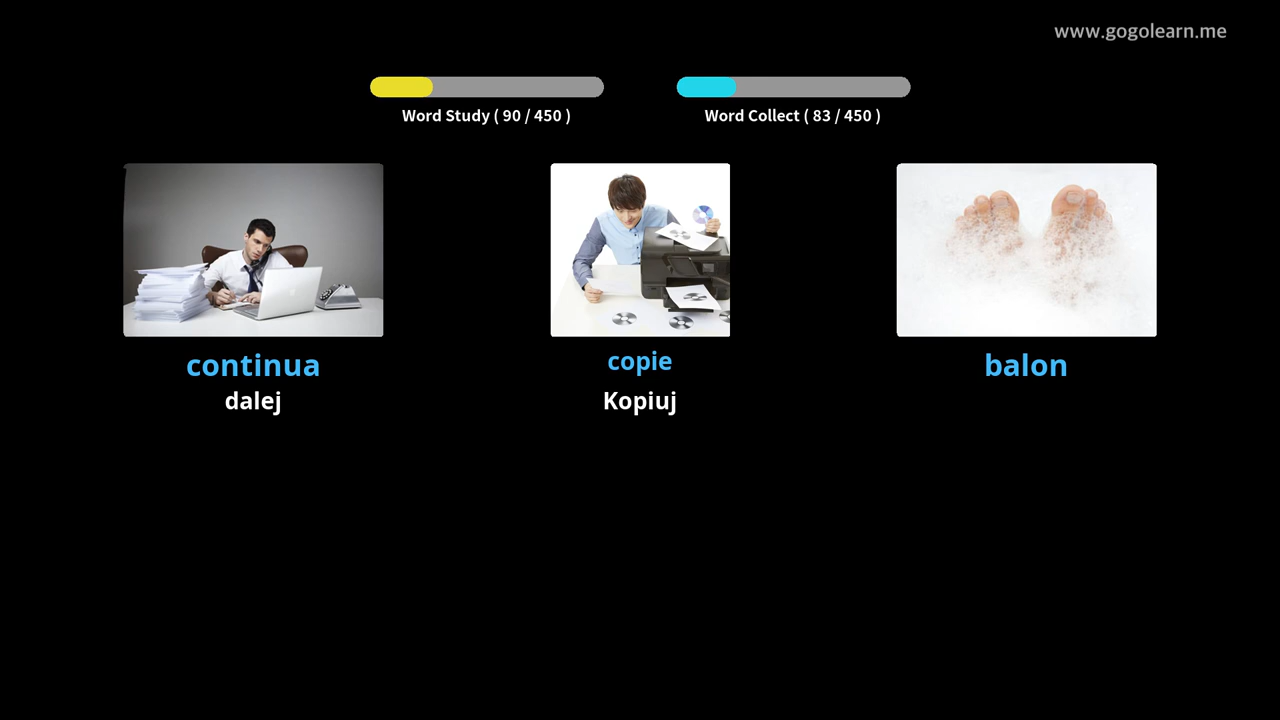 www.gogolearn.me
Word Study ( 90 / 450 )
Word Collect ( 83 / 450 )
continua
dalej
copie
Kopiuj
balon